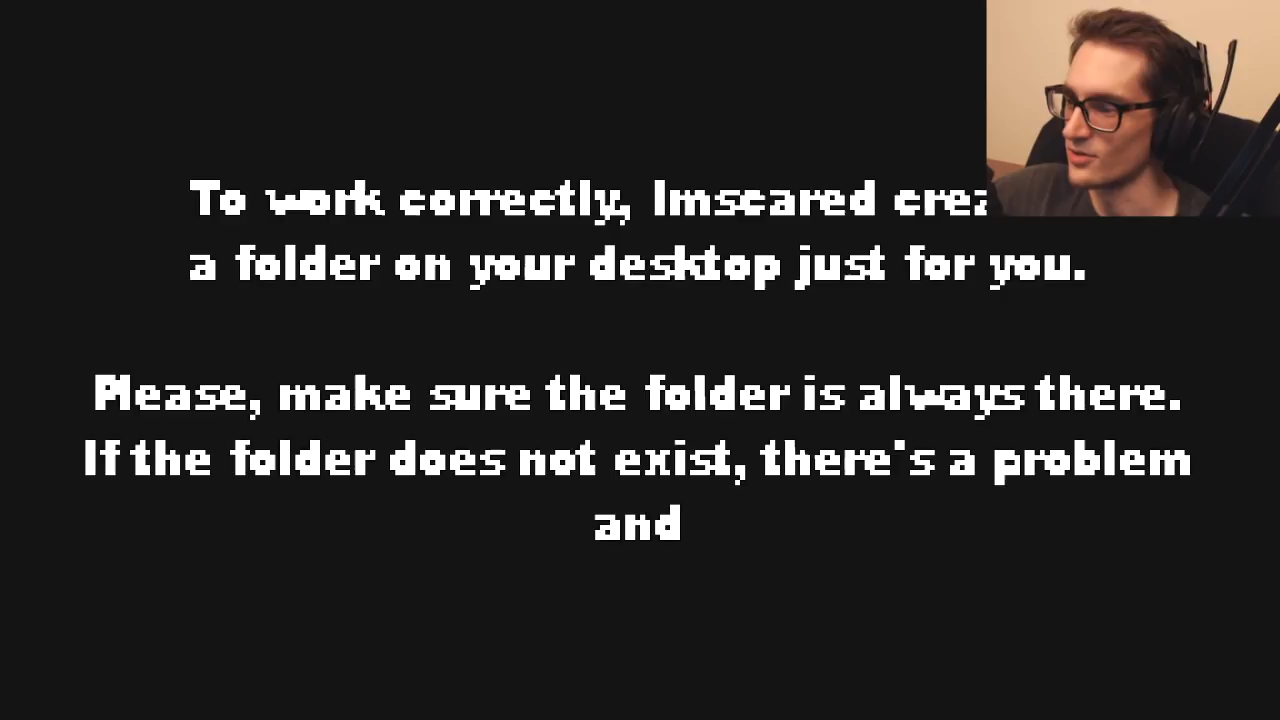 To work correctly, Imscared
a folder on your desktop just for you.
Please, make sure the folder is always there.
If the folder does not exist, there's a problem
and